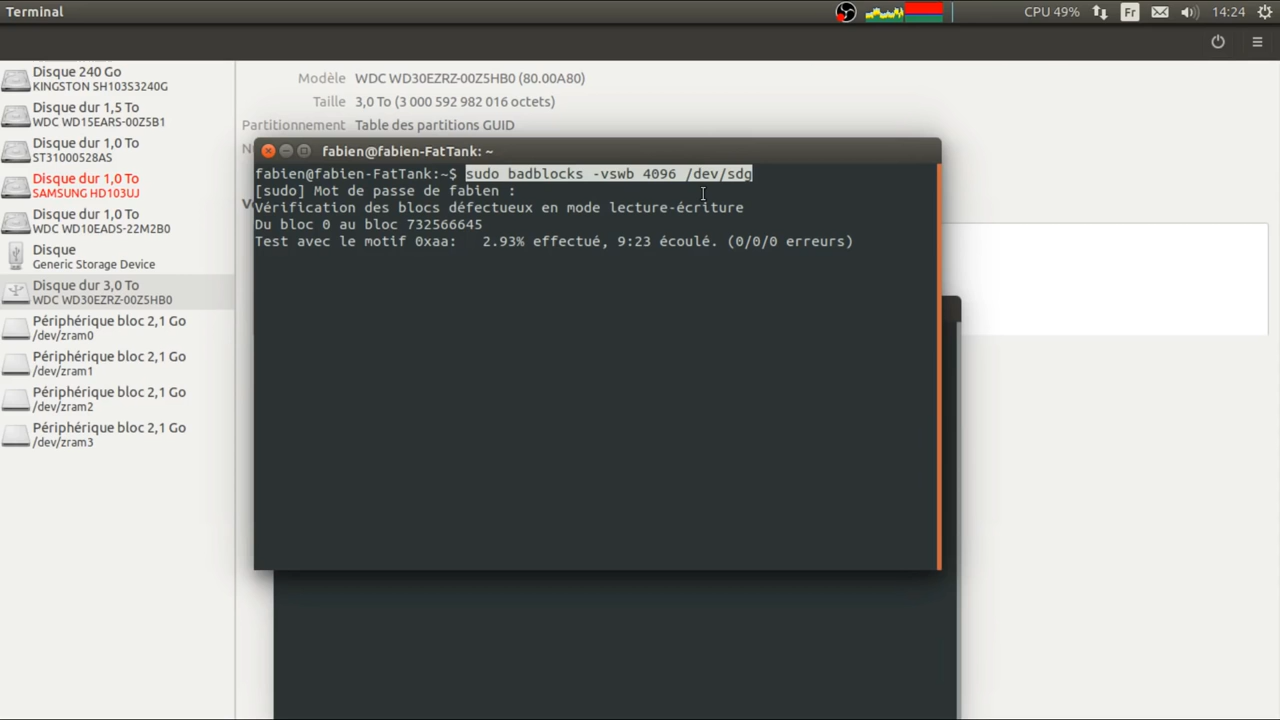 Terminal
CPU 49%
Fr
14:24
Disque 240 Go
KINGSTON SH103S3240G
Disque dur 1,5 To
WDC WD15EARS-00Z5B1
Disque dur 1,0 To
ST31000528AS
Disque dur 1,0 To
SAMSUNG HD103UJ
Disque dur 1,0 To
WDC WD10EADS-22M2B0
Disque
Generic Storage Device
Disque dur 3,0 To
WDC WD30EZRZ-00Z5HB0
Périphérique bloc 2,1 Go
/dev/zram0
Périphérique bloc 2,1 Go
/dev/zram1
Périphérique bloc 2,1 Go
/dev/zram2
Périphérique bloc 2,1 Go
/dev/zram3
Modèle WDC WD30EZRZ-00Z5HB0 (80.00A80)
Taille 3,0 To (3 000 592 982 016 octets)
Partitionnement Table des partitions GUID
fabien@fabien-FatTank: ~
fabien@fabien-FatTank:~$ sudo badblocks -vswb 4096 /dev/sdg
[sudo] Mot de passe de fabien :
Vérification des blocs défectueux en mode lecture-écriture
Du bloc 0 au bloc 732566645
Test avec le motif 0xaa: 2.93% effectué, 9:23 écoulé. (0/0/0 erreurs)